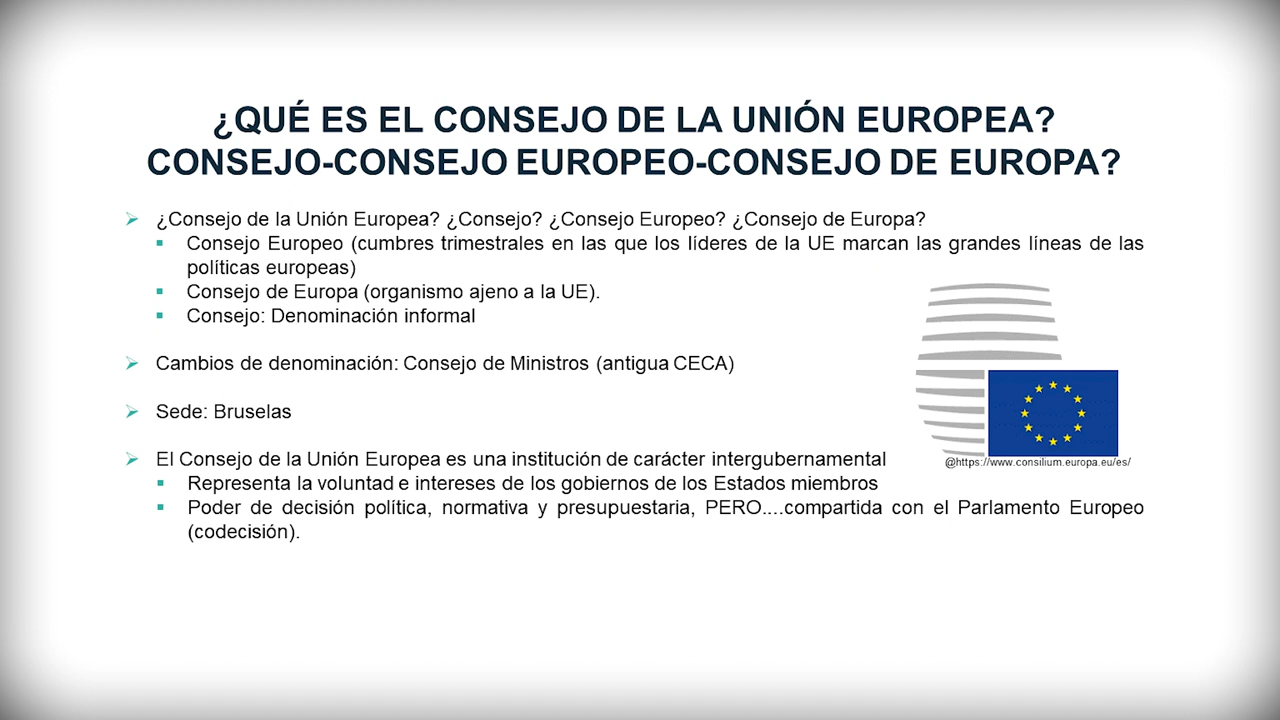 ¿QUÉ ES EL CONSEJO DE LA UNIÓN EUROPEA?
CONSEJO-CONSEJO EUROPEO-CONSEJO DE EUROPA?
¿Consejo de la Unión Europea? ¿Consejo? ¿Consejo Europeo? ¿Consejo de Europa?
Consejo Europeo (cumbres trimestrales en las que los líderes de la UE marcan las grandes líneas de las
políticas europeas)
Consejo de Europa (organismo ajeno a la UE).
Consejo: Denominación informal
Cambios de denominación: Consejo de Ministros (antigua CECA)
Sede: Bruselas
El Consejo de la Unión Europea es una institución de carácter intergubernamental
@https://www.consilium.europa.eu/es/
Representa la voluntad e intereses de los gobiernos de los Estados miembros
Poder de decisión política, normativa y presupuestaria, PERO....compartida con el Parlamento Europeo
(codecisión).